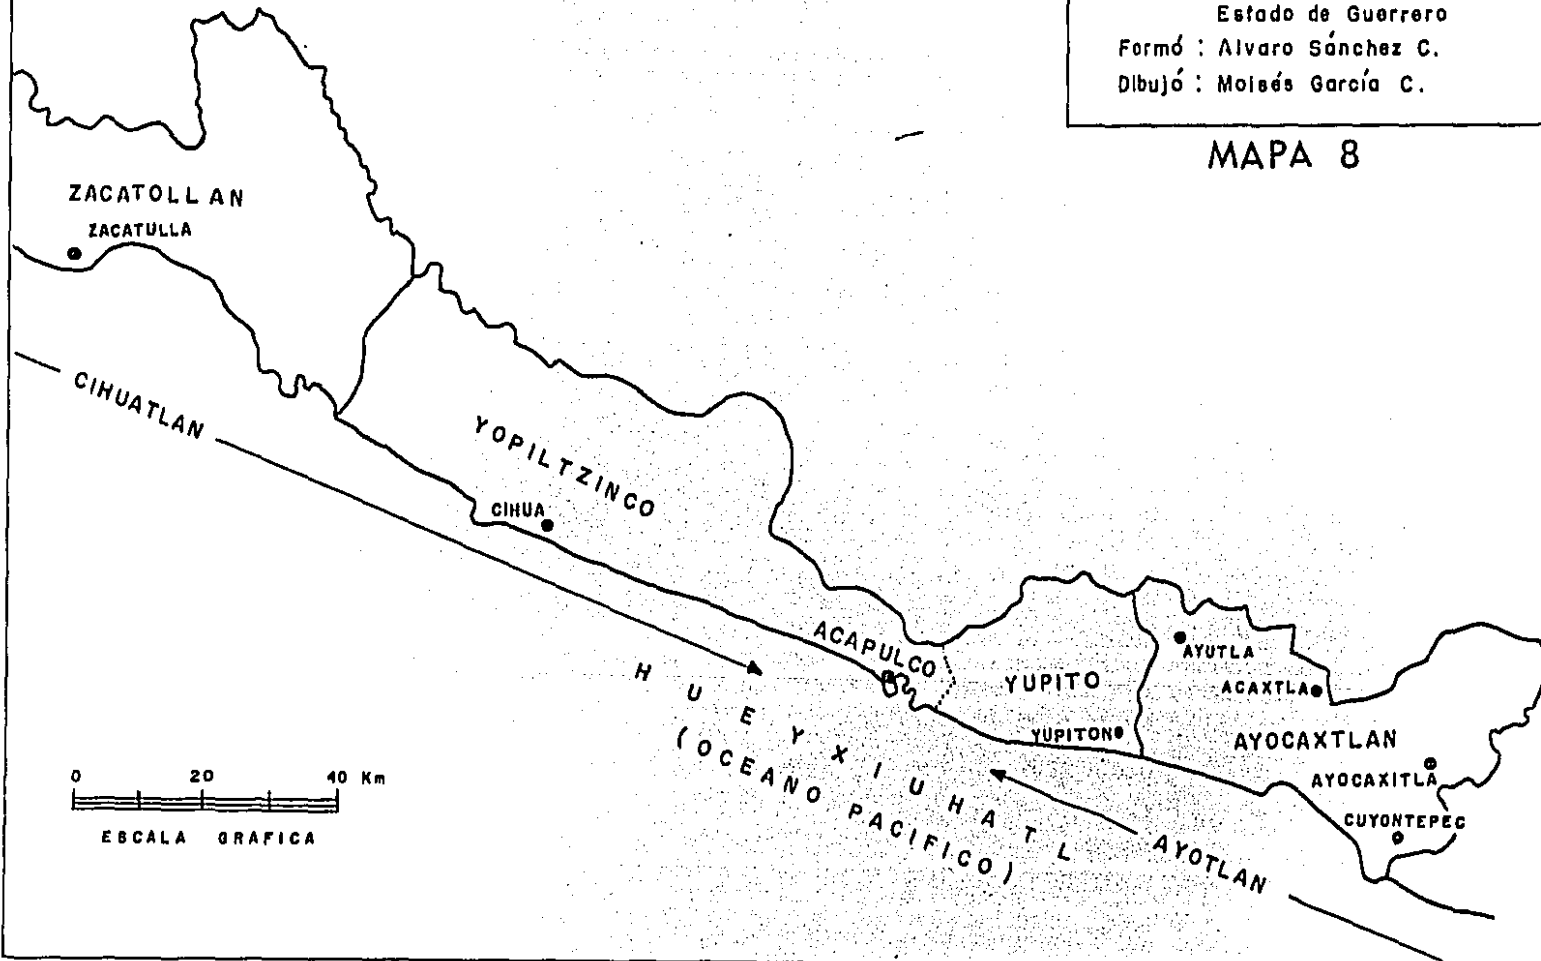 Estado de Guerrero
Formó : Alvaro Sánchez C.
Dibujó : Moisés García C.
MAPA 8
ZACATOLLAN
ZACATULLA
CIHUATLAN
YOPILTZINCO
CIHUA
ACAPULCO
YUPITO
YUPITON
AYUTLA
ACAXTLA
AYOCAXTLAN
AYOCAXITLA
CUYONTEPEC
HUEYXIUHATL
(OCEANO PACIFICO)
AYOTLAN
0 20 40 Km
ESCALA GRAFICA